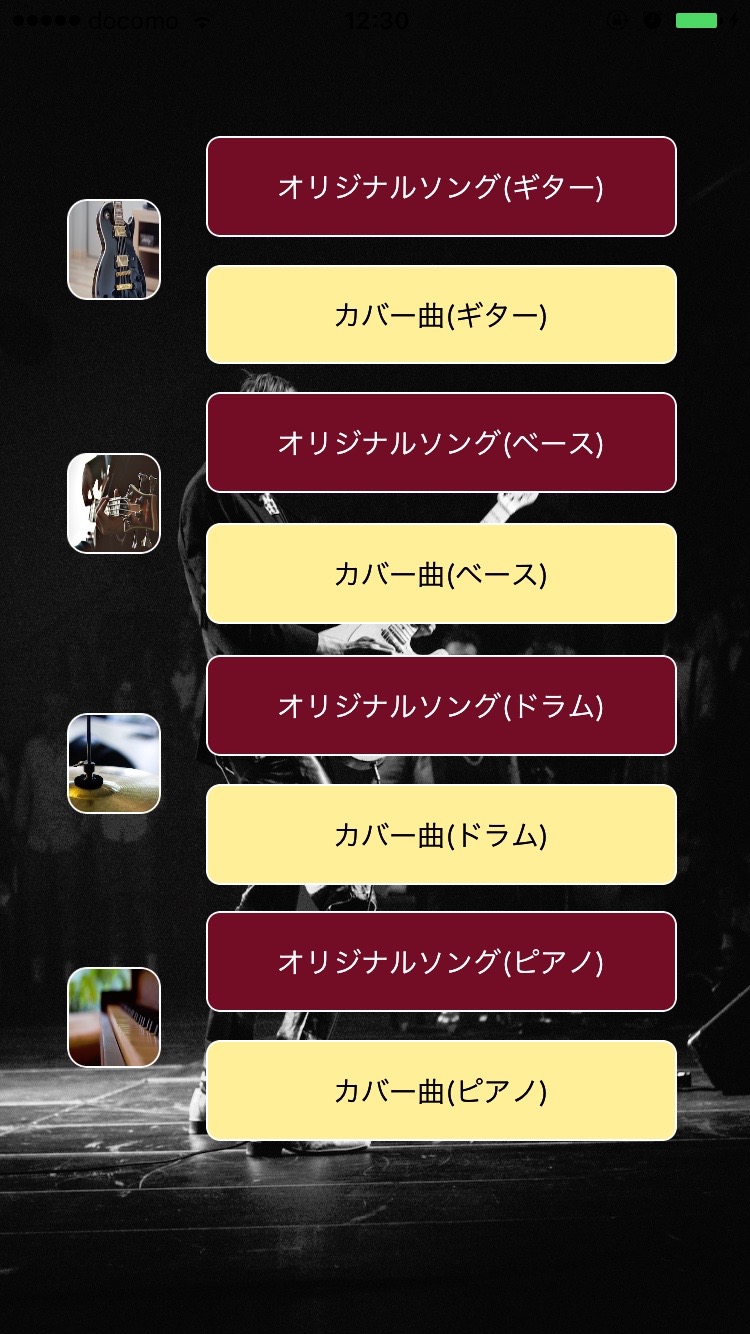 docomo 12:30
オリジナルソング(ギター)
カバー曲(ギター)
オリジナルソング(ベース)
カバー曲(ベース)
オリジナルソング(ドラム)
カバー曲(ドラム)
オリジナルソング(ピアノ)
カバー曲(ピアノ)